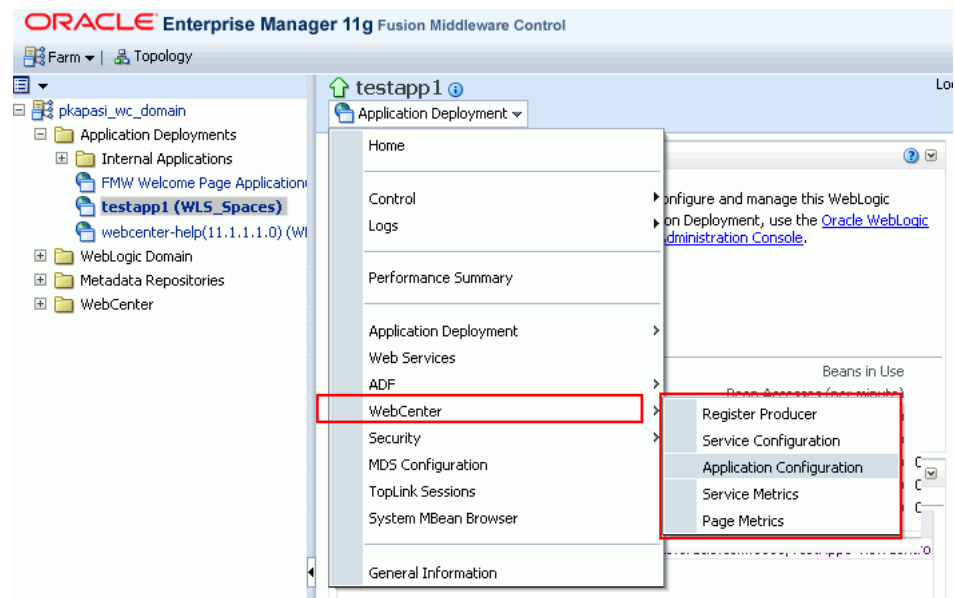 ORACLE Enterprise Manager 11g Fusion Middleware Control
Farm Topology
pkapasi_wc_domain
Application Deployments
Internal Applications
FMW Welcome Page Application
testapp1 (WLS_Spaces)
webcenter-help(11.1.1.1.0)
WebLogic Domain
Metadata Repositories
WebCenter
testapp1
Application Deployment
Home
Control
Logs
Performance Summary
Application Deployment
Web Services
ADF
WebCenter
Security
MDS Configuration
TopLink Sessions
System MBean Browser
General Information
and manage this WebLogic
Deployment, use the Oracle WebLogic
Administration Console.
Beans in Use
Register Producer
Service Configuration
Application Configuration
Service Metrics
Page Metrics